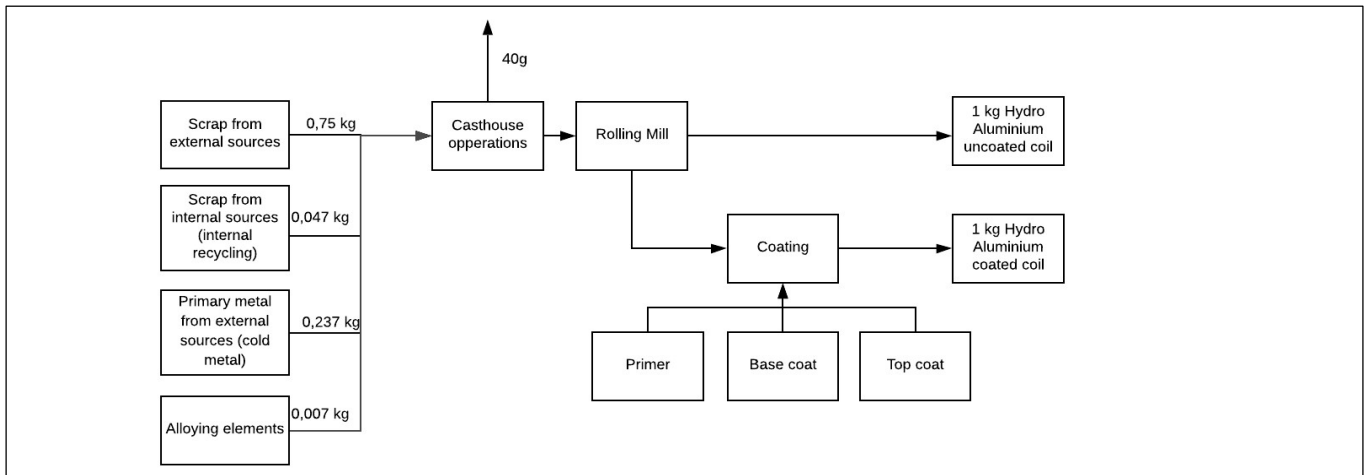 40g
Scrap from
external sources
0,75 kg
Casthouse
opperations
Rolling Mill
1 kg Hydro
Aluminium
uncoated coil
Scrap from
internal sources
(internal
recycling)
0,047 kg
Coating
1 kg Hydro
Aluminium
coated coil
Primary metal
from external
sources (cold
metal)
0,237 kg
Primer
Base coat
Top coat
Alloying elements
0,007 kg